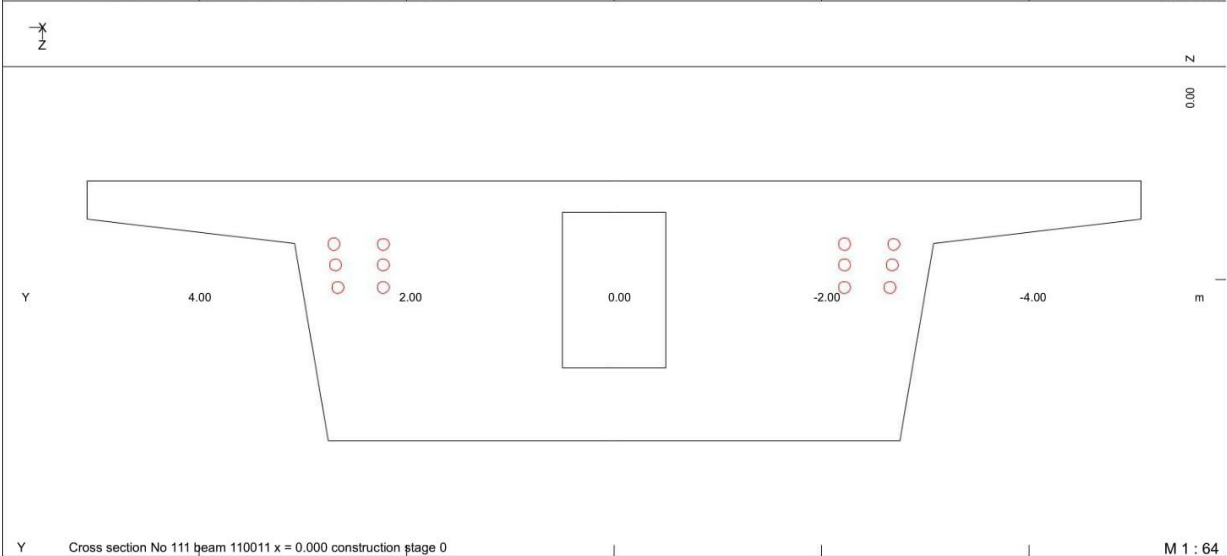 X
Z
Z
0.00
Y 4.00 2.00 0.00 -2.00 -4.00 m
Y Cross section No 111 beam 110011 x = 0.000 construction stage 0 M 1 : 64